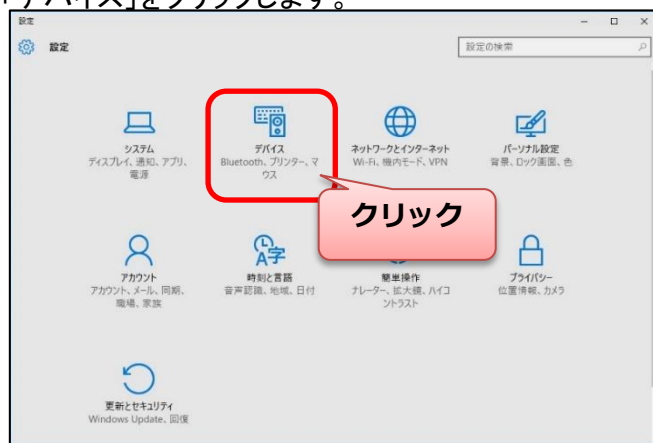 「デバイス」をクリックします。
設定
設定
設定の検索
システム
ディスプレイ、通知、アプリ、
電源
デバイス
Bluetooth、プリンター、マ
ウス
ネットワークとインターネット
Wi-Fi、機内モード、VPN
パーソナル設定
背景、ロック画面、色
クリック
アカウント
アカウント、メール、同期、
職場、家族
時刻と言語
音声認識、地域、日付
簡単操作
ナレーター、拡大鏡、ハイコ
ントラスト
プライバシー
位置情報、カメラ
更新とセキュリティ
Windows Update、回復